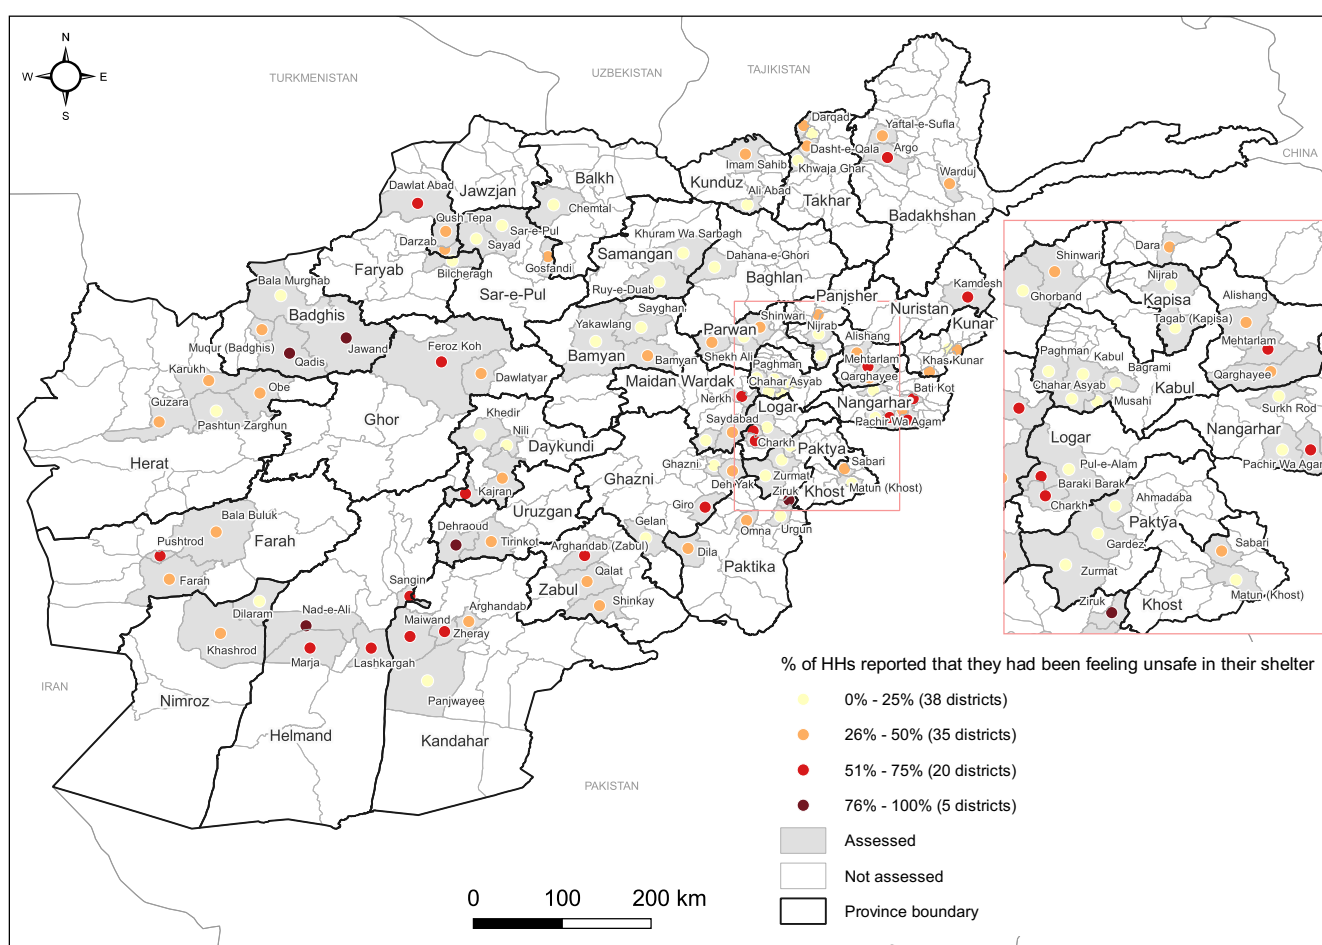 N
W E
S
TURKMENISTAN
UZBEKISTAN
TAJIKISTAN
CHINA
IRAN
PAKISTAN
Darqad
Yaftal-e-Sufla
Dasht-e-Qala
Argo
Imam Sahib
Khwaja Ghar
Warduj
Kunduz
Ali Abad
Takhar
Badakhshan
Balkh
Jawzjan
Dawlat Abad
Chemtal
Qush Tepa
Sar-e-Pul
Darzab
Sayad
Khuram Wa Sarbagh
Samangan
Dahana-e-Ghori
Faryab
Bilcheragh
Gosfandi
Baghlan
Bala Murghab
Sar-e-Pul
Ruy-e-Duab
Panjsher
Kamdesh
Badghis
Sayghan
Nuristan
Shinwari
Kunar
Yakawlang
Parwan
Nijrab
Alishang
Muqur (Badghis)
Qadis
Jawand
Feroz Koh
Bamyan
Bamyan
Shekh Ali
Mehtarlam
Khas Kunar
Karukh
Paghman
Qarghayee
Obe
Dawlatyar
Maidan Wardak
Chahar Asyab
Bati Kot
Guzara
Nerkh
Nangarhar
Pashtun Zarghun
Ghor
Khedir
Logar
Pachir Wa Agam
Nili
Saydabad
Daykundi
Charkh
Paktya
Herat
Ghazni
Ghazni
Sabari
Deh Yak
Zurmat
Kajran
Ziruk
Khost
Matun (Khost)
Giro
Uruzgan
Bala Buluk
Dehraoud
Gelan
Omna
Urgun
Pushtrod
Farah
Tirinkot
Arghandab (Zabul)
Dila
Paktika
Farah
Sangin
Qalat
Zabul
Nad-e-Ali
Arghandab
Shinkay
Dilaram
Maiwand
Zheray
Khashrod
Marja
Lashkargah
Nimroz
Panjwayee
Helmand
Kandahar
Dara
Shinwari
Nijrab
Ghorband
Kapisa
Alishang
Tagab (Kapisa)
Mehtarlam
Paghman
Kabul
Bagrami
Qarghayee
Chahar Asyab
Kabul
Musahi
Surkh Rod
Nangarhar
Logar
Pul-e-Alam
Pachir Wa Agam
Baraki Barak
Ahmadaba
Charkh
Paktya
Gardez
Sabari
Zurmat
Ziruk
Khost
Matun (Khost)
% of HHs reported that they had been feeling unsafe in their shelter
0% - 25% (38 districts)
26% - 50% (35 districts)
51% - 75% (20 districts)
76% - 100% (5 districts)
Assessed
Not assessed
Province boundary
0 100 200 km